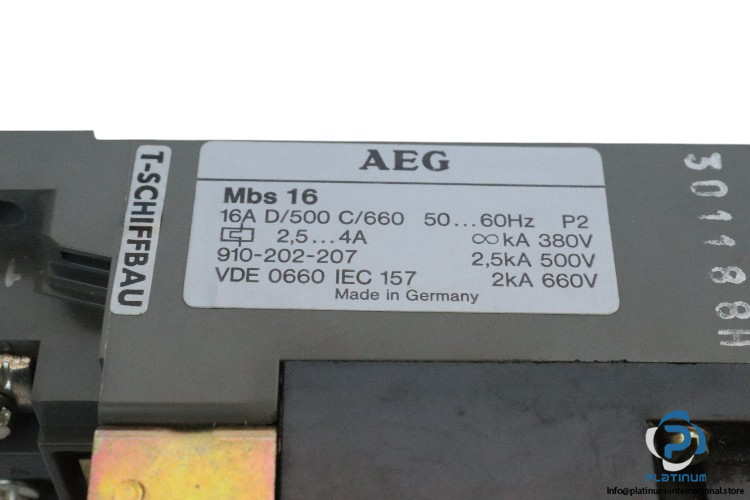 T-SCHIFFBAU
AEG
Mbs 16
16A D/500 C/660 50...60Hz P2
2,5...4A ∞kA 380V
910-202-207 2,5kA 500V
VDE 0660 IEC 157 2kA 660V
Made in Germany
301188H
PLATINUM
Info@platinum-international.store